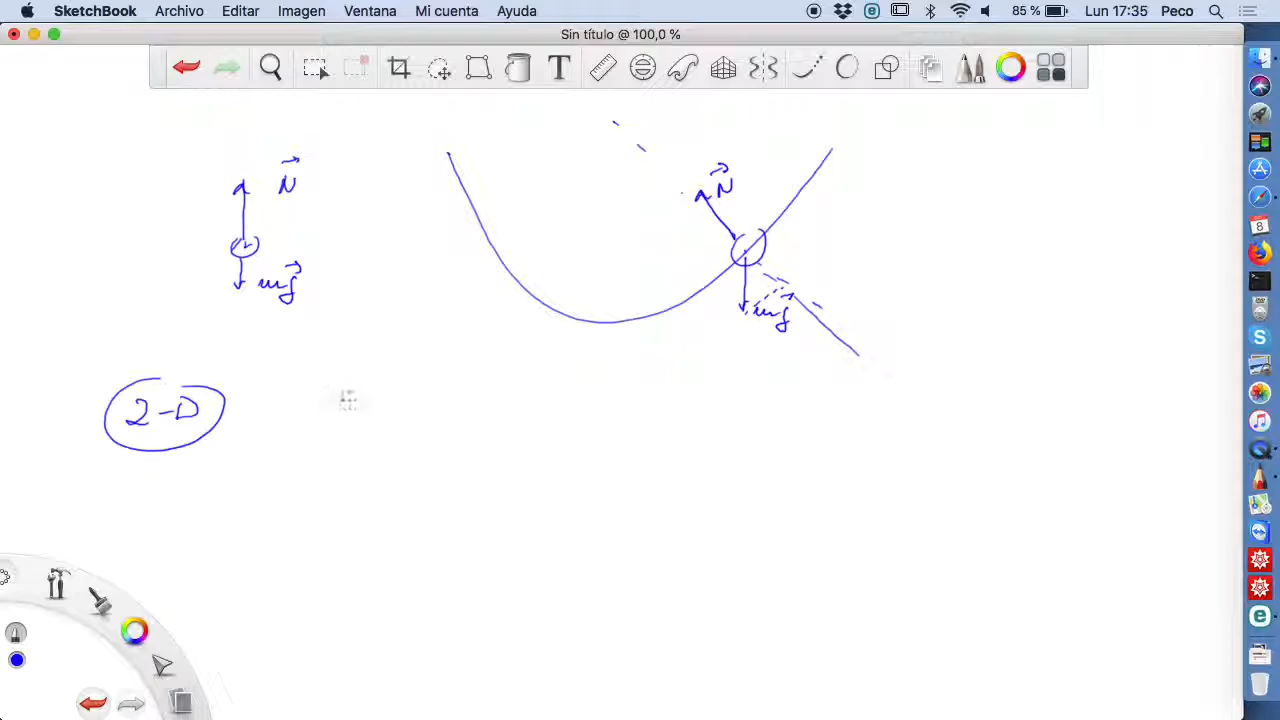 SketchBook Archivo Editar Imagen Ventana Mi cuenta Ayuda 85 % Lun 17:35 Peco
Sin título @ 100,0 %
N
N
mg
mg
2-D